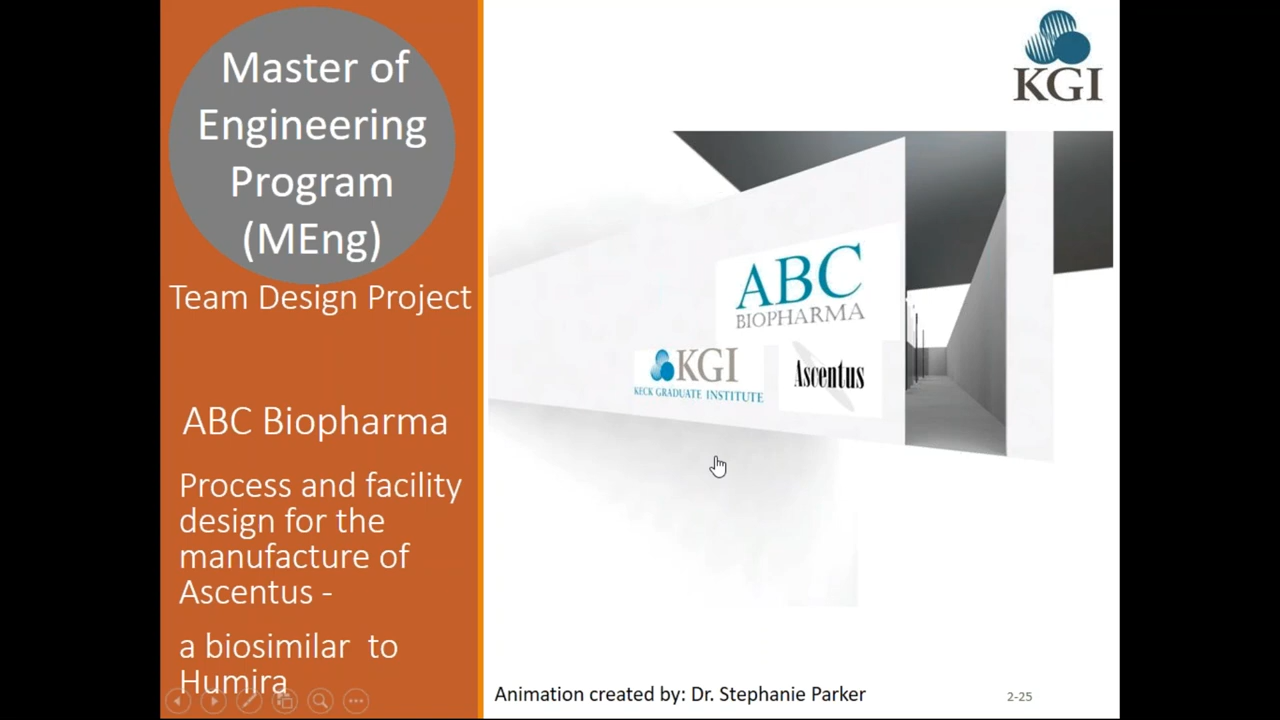 Master of
Engineering
Program
(MEng)
Team Design Project
ABC Biopharma
Process and facility
design for the
manufacture of
Ascentus -
a biosimilar  to
Humira
KGI
ABC
BIOPHARMA
KGI
KECK GRADUATE INSTITUTE
Ascentus
Animation created by: Dr. Stephanie Parker
2-25